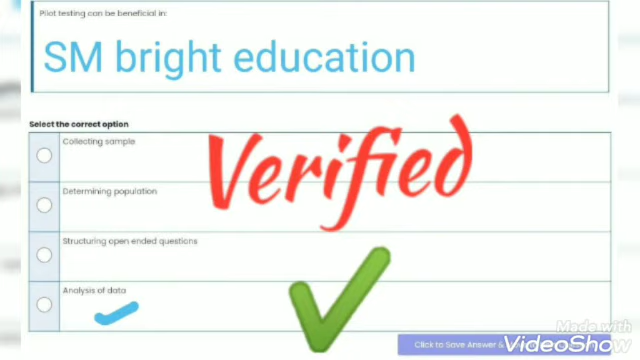 Pilot testing can be beneficial in:
SM bright education
Select the correct option
Collecting sample
Verified
Determining population
Structuring open ended questions
Analysis of data
Made with
Click to Save Answer &
VideoShow